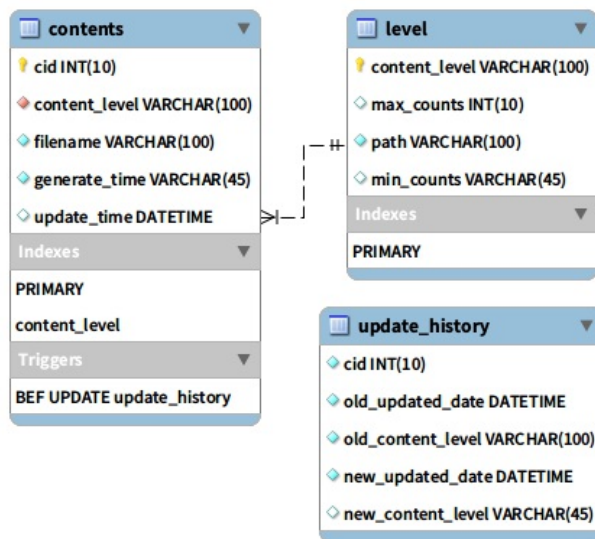 contents
cid INT(10)
content_level VARCHAR(100)
filename VARCHAR(100)
generate_time VARCHAR(45)
update_time DATETIME
Indexes
PRIMARY
content_level
Triggers
BEF UPDATE update_history
level
content_level VARCHAR(100)
max_counts INT(10)
path VARCHAR(100)
min_counts VARCHAR(45)
Indexes
PRIMARY
update_history
cid INT(10)
old_updated_date DATETIME
old_content_level VARCHAR(100)
new_updated_date DATETIME
new_content_level VARCHAR(45)